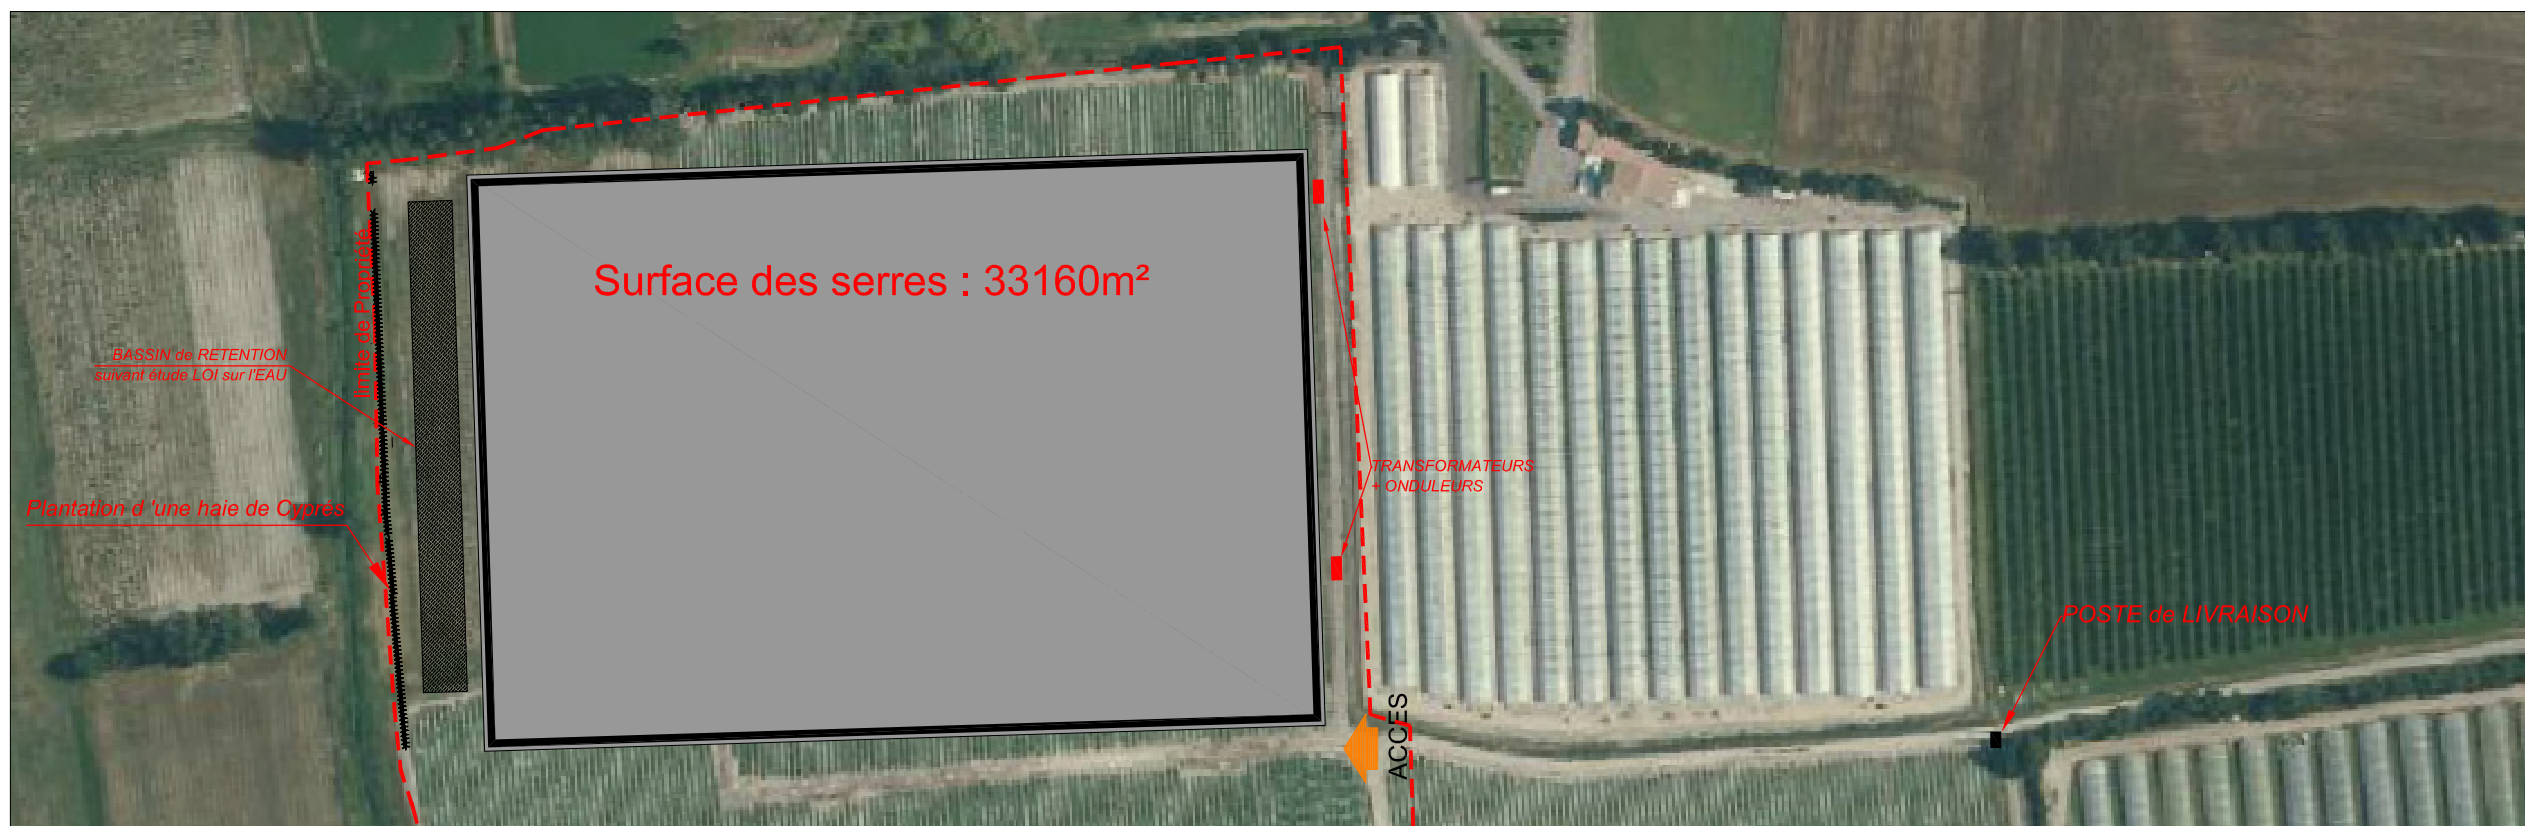 Surface des serres : 33160m²
limite de Propriété
BASSIN de RETENTION
suivant étude LOI sur l'EAU
Plantation d 'une haie de Cyprés
TRANSFORMATEURS
+ ONDULEURS
POSTE de LIVRAISON
ACCES